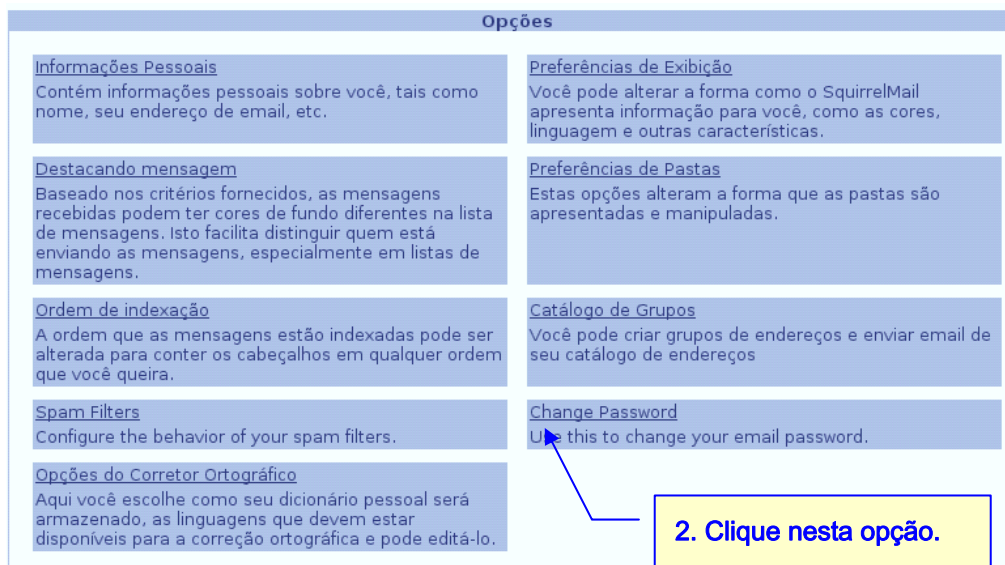 Opções
Informações Pessoais
Contém informações pessoais sobre você, tais como
nome, seu endereço de email, etc.
Preferências de Exibição
Você pode alterar a forma como o SquirrelMail
apresenta informação para você, como as cores,
linguagem e outras características.
Destacando mensagem
Baseado nos critérios fornecidos, as mensagens
recebidas podem ter cores de fundo diferentes na lista
de mensagens. Isto facilita distinguir quem está
enviando as mensagens, especialmente em listas de
mensagens.
Preferências de Pastas
Estas opções alteram a forma que as pastas são
apresentadas e manipuladas.
Ordem de indexação
A ordem que as mensagens estão indexadas pode ser
alterada para conter os cabeçalhos em qualquer ordem
que você queira.
Catálogo de Grupos
Você pode criar grupos de endereços e enviar email de
seu catálogo de endereços
Spam Filters
Configure the behavior of your spam filters.
Change Password
Use this to change your email password.
Opções do Corretor Ortográfico
Aqui você escolhe como seu dicionário pessoal será
armazenado, as linguagens que devem estar
disponíveis para a correção ortográfica e pode editá-lo.
2. Clique nesta opção.